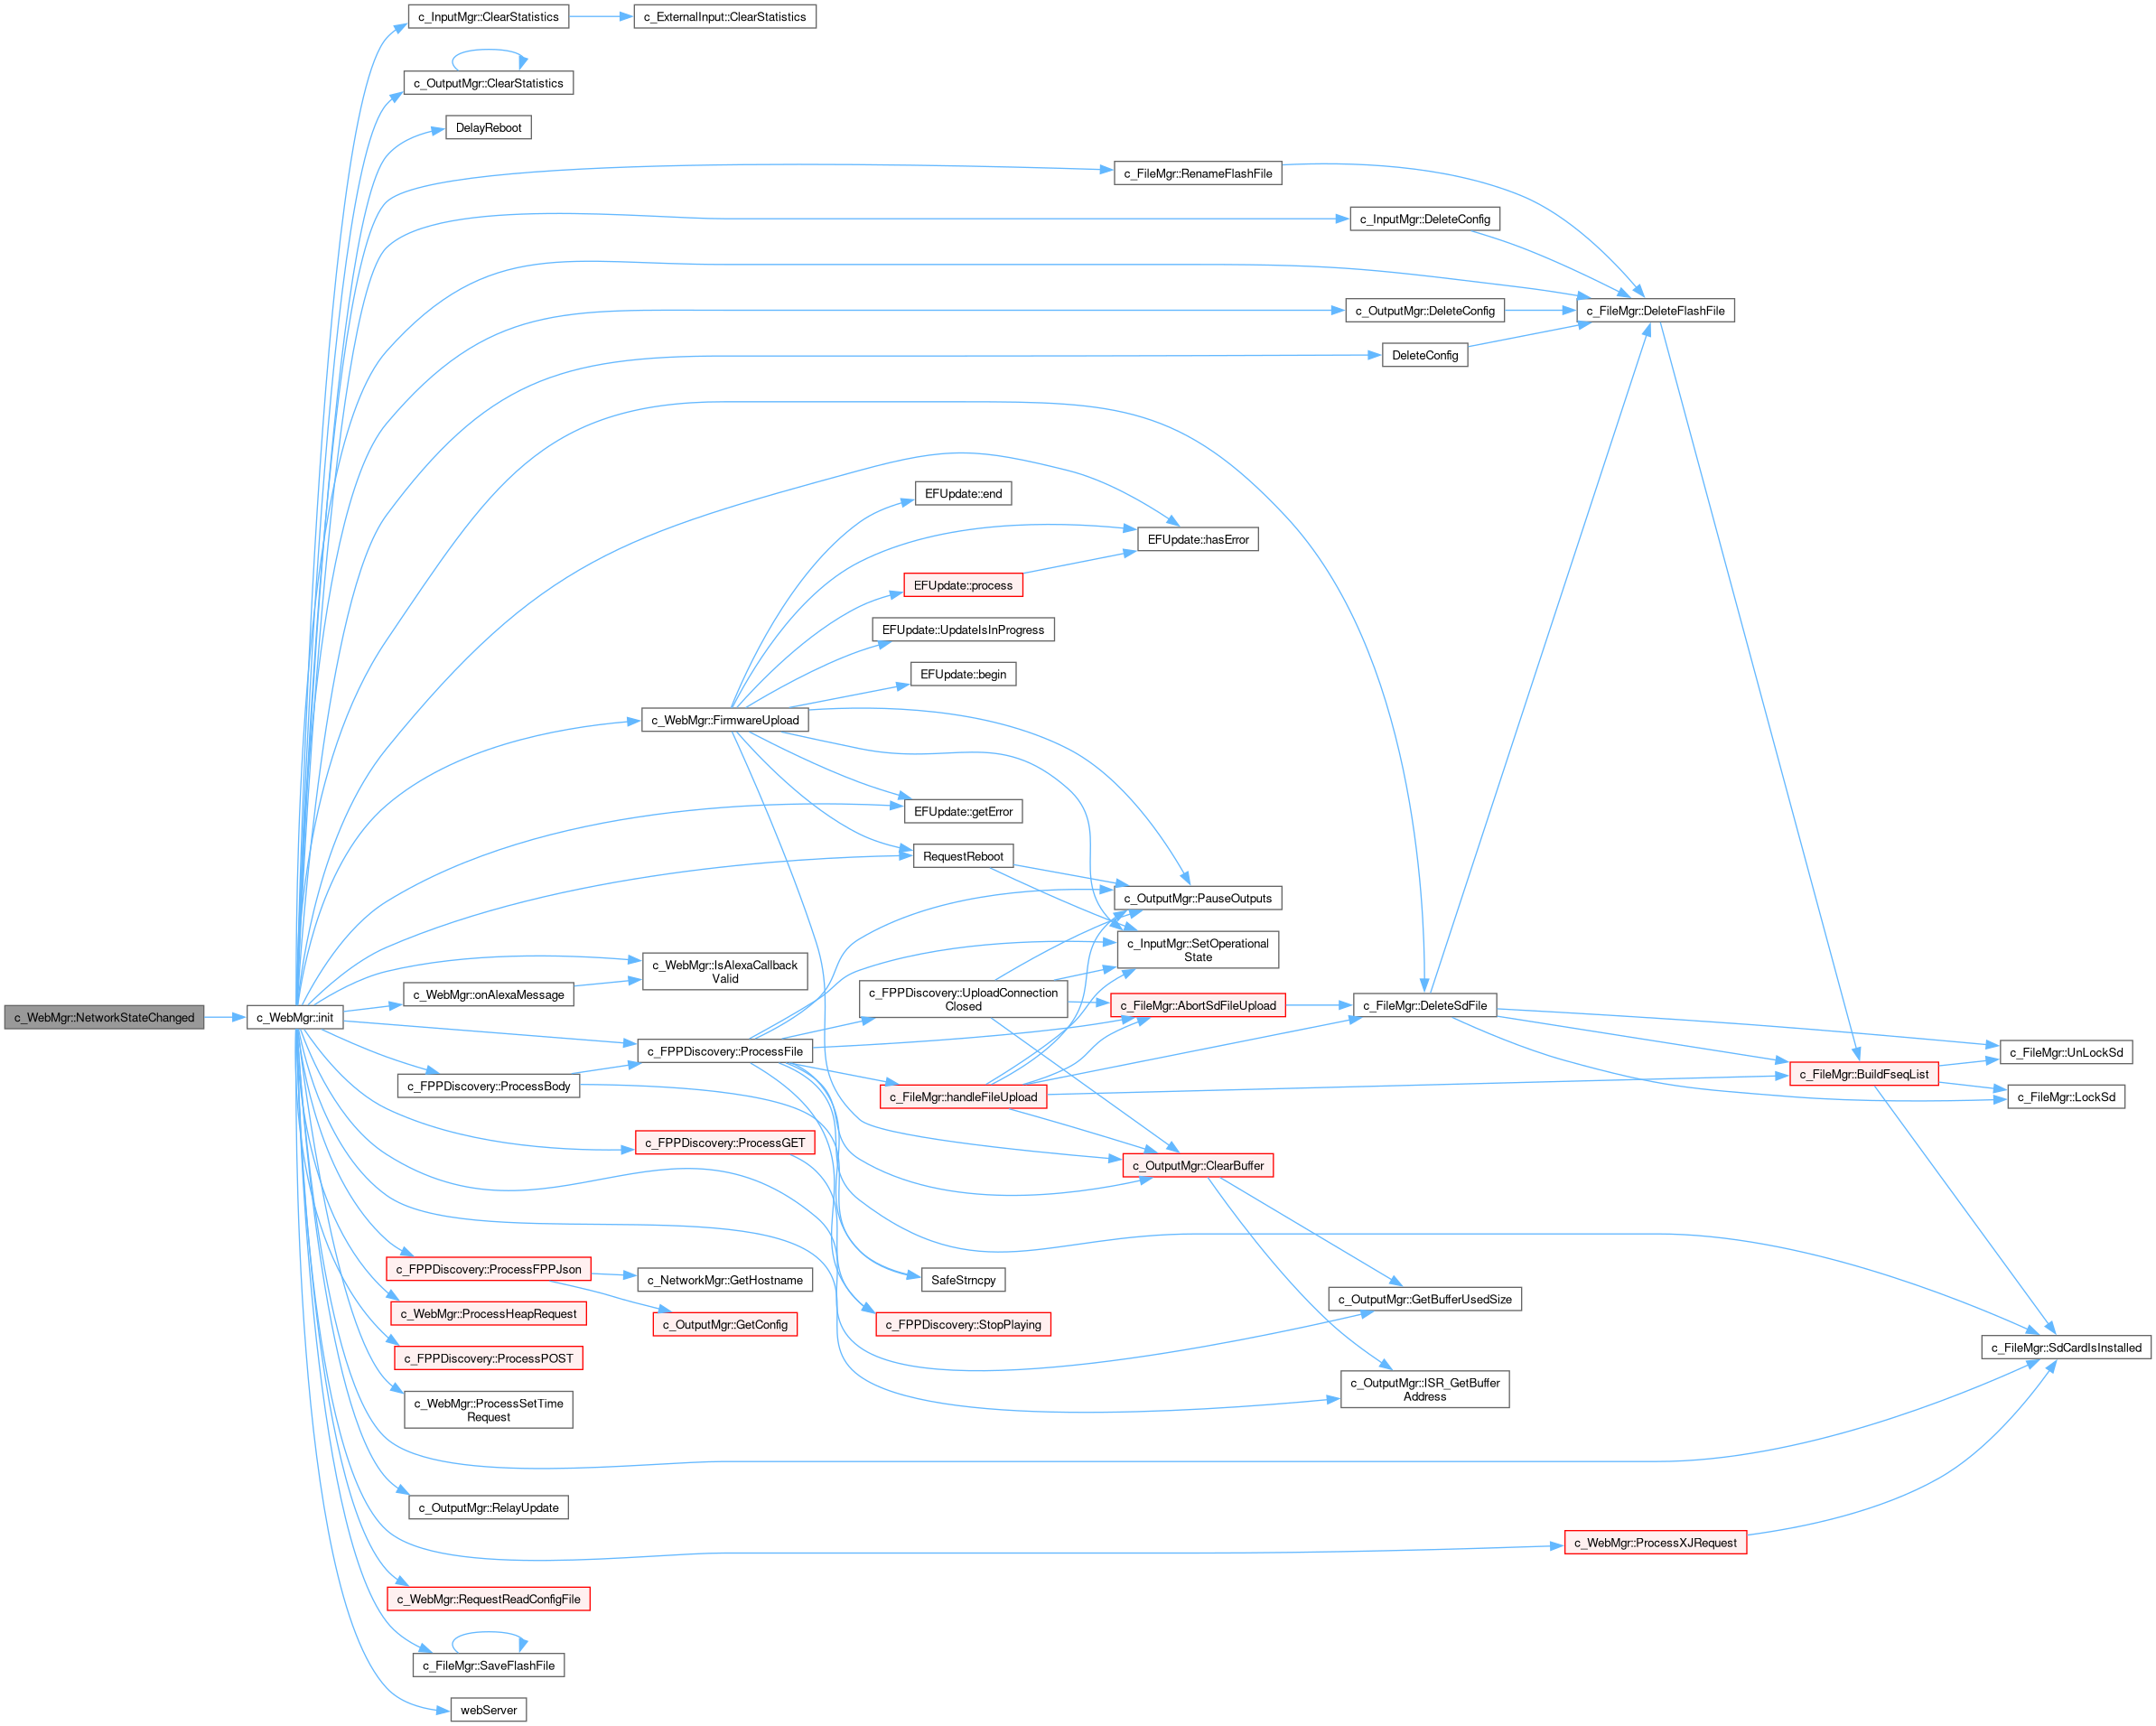 c_InputMgr::ClearStatistics
c_ExternalInput::ClearStatistics
c_OutputMgr::ClearStatistics
DelayReboot
c_FileMgr::RenameFlashFile
c_InputMgr::DeleteConfig
c_OutputMgr::DeleteConfig
c_FileMgr::DeleteFlashFile
DeleteConfig
EFUpdate::end
EFUpdate::hasError
EFUpdate::process
EFUpdate::UpdateIsInProgress
EFUpdate::begin
c_WebMgr::FirmwareUpload
EFUpdate::getError
RequestReboot
c_OutputMgr::PauseOutputs
c_InputMgr::SetOperational
State
c_WebMgr::IsAlexaCallback
Valid
c_WebMgr::onAlexaMessage
c_FPPDiscovery::UploadConnection
Closed
c_FileMgr::AbortSdFileUpload
c_FileMgr::DeleteSdFile
c_WebMgr::NetworkStateChanged
c_WebMgr::init
c_FPPDiscovery::ProcessFile
c_FileMgr::UnLockSd
c_FileMgr::BuildFseqList
c_FPPDiscovery::ProcessBody
c_FileMgr::handleFileUpload
c_FileMgr::LockSd
c_FPPDiscovery::ProcessGET
c_OutputMgr::ClearBuffer
c_FPPDiscovery::ProcessFPPJson
c_NetworkMgr::GetHostname
SafeStrncpy
c_OutputMgr::GetBufferUsedSize
c_WebMgr::ProcessHeapRequest
c_OutputMgr::GetConfig
c_FPPDiscovery::StopPlaying
c_FileMgr::SdCardIsInstalled
c_FPPDiscovery::ProcessPOST
c_OutputMgr::ISR_GetBuffer
Address
c_WebMgr::ProcessSetTime
Request
c_OutputMgr::RelayUpdate
c_WebMgr::ProcessXJRequest
c_WebMgr::RequestReadConfigFile
c_FileMgr::SaveFlashFile
webServer